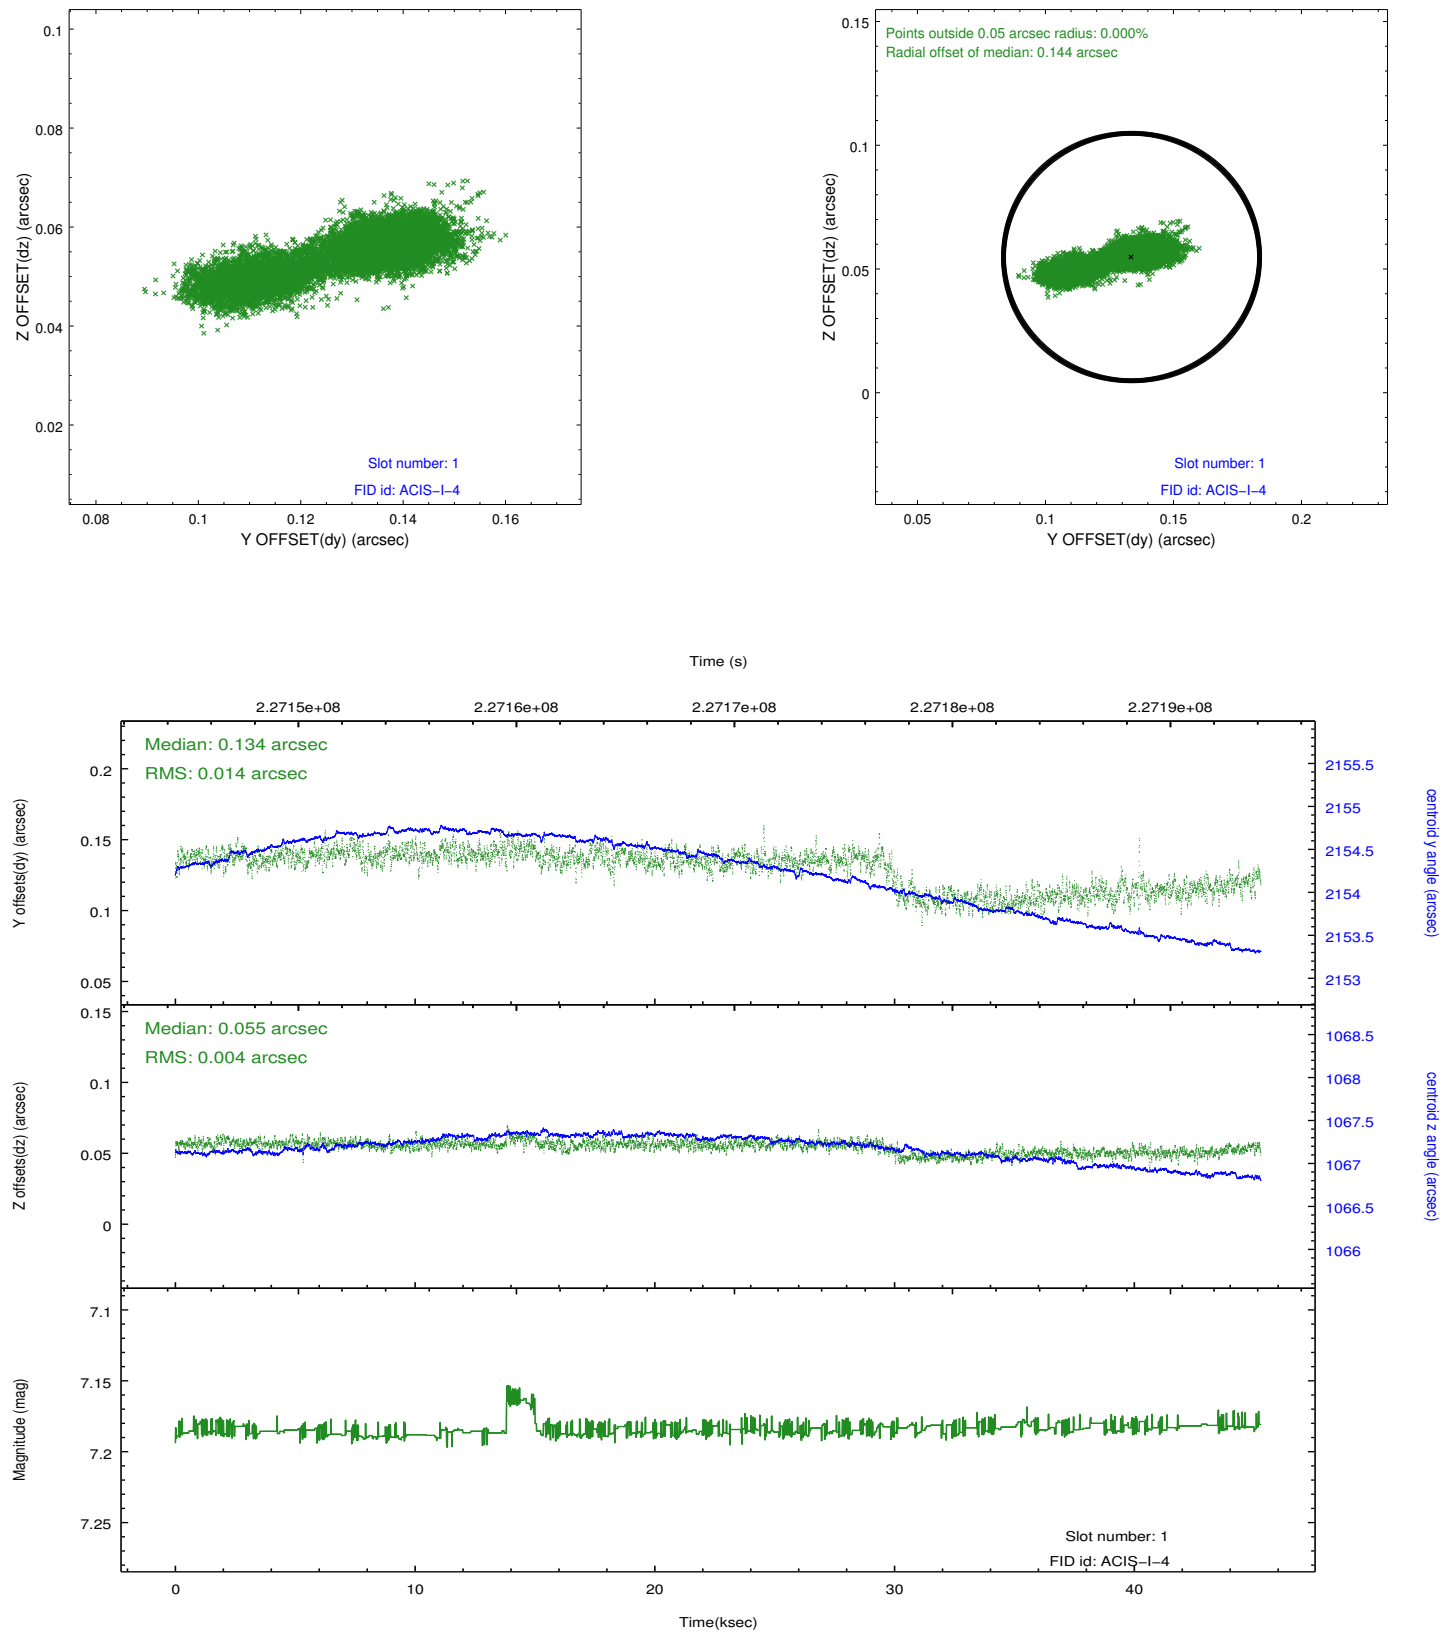 0.1
0.08
0.06
0.04
0.02
Z OFFSET(dz) (arcsec)
Slot number: 1
FID id: ACIS−I−4
0.08
0.1
0.12
0.14
0.16
Y OFFSET(dy) (arcsec)
Points outside 0.05 arcsec radius: 0.000%
Radial offset of median: 0.144 arcsec
0.15
0.1
0.05
0
Z OFFSET(dz) (arcsec)
Slot number: 1
FID id: ACIS−I−4
0.05
0.1
0.15
0.2
Y OFFSET(dy) (arcsec)
Time (s)
2.2715e+08
2.2716e+08
2.2717e+08
2.2718e+08
2.2719e+08
Median: 0.134 arcsec
RMS: 0.014 arcsec
0.2
0.15
0.1
0.05
Y offsets(dy) (arcsec)
2155.5
2155
2154.5
2154
2153.5
2153
centroid y angle (arcsec)
Median: 0.055 arcsec
RMS: 0.004 arcsec
0.15
0.1
0.05
0
Z offsets(dz) (arcsec)
1068.5
1068
1067.5
1067
1066.5
1066
centroid z angle (arcsec)
7.1
7.15
7.2
7.25
Magnitude (mag)
Slot number: 1
FID id: ACIS−I−4
0
10
20
30
40
Time(ksec)